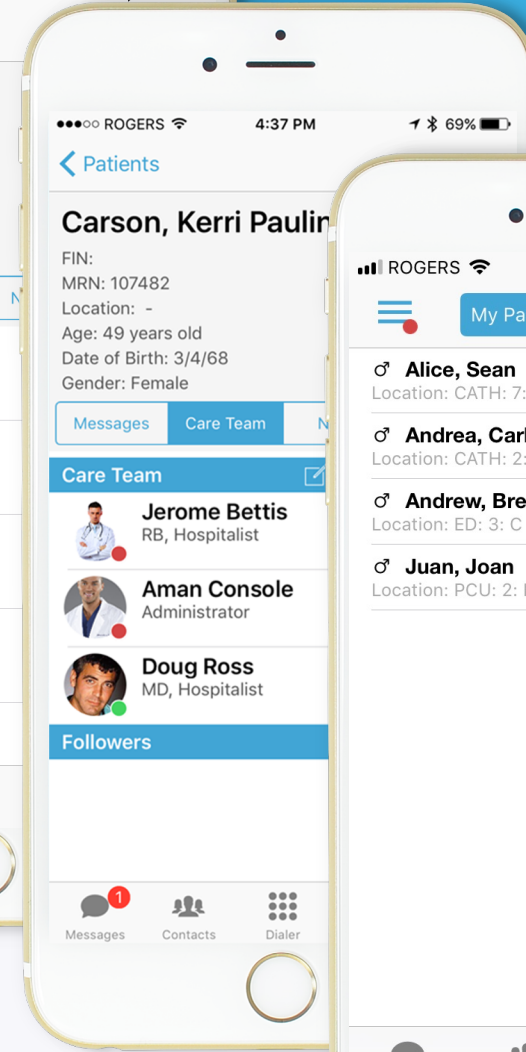 ROGERS
4:37 PM
69%
Patients
Carson, Kerri
FIN:
MRN: 107482
Location: -
Age: 49 years old
Date of Birth: 3/4/68
Gender: Female
Messages
Care Team
N
Care Team
Jerome Bettis
RB, Hospitalist
Aman Console
Administrator
Doug Ross
MD, Hospitalist
Followers
1
Messages
Contacts
Dialer
ROGERS
My Pa
Alice, Sean
Location: CATH: 7:
Andrea, Carl
Location: CATH: 2:
Andrew, Bre
Location: ED: 3: C
Juan, Joan
Location: PCU: 2:
N